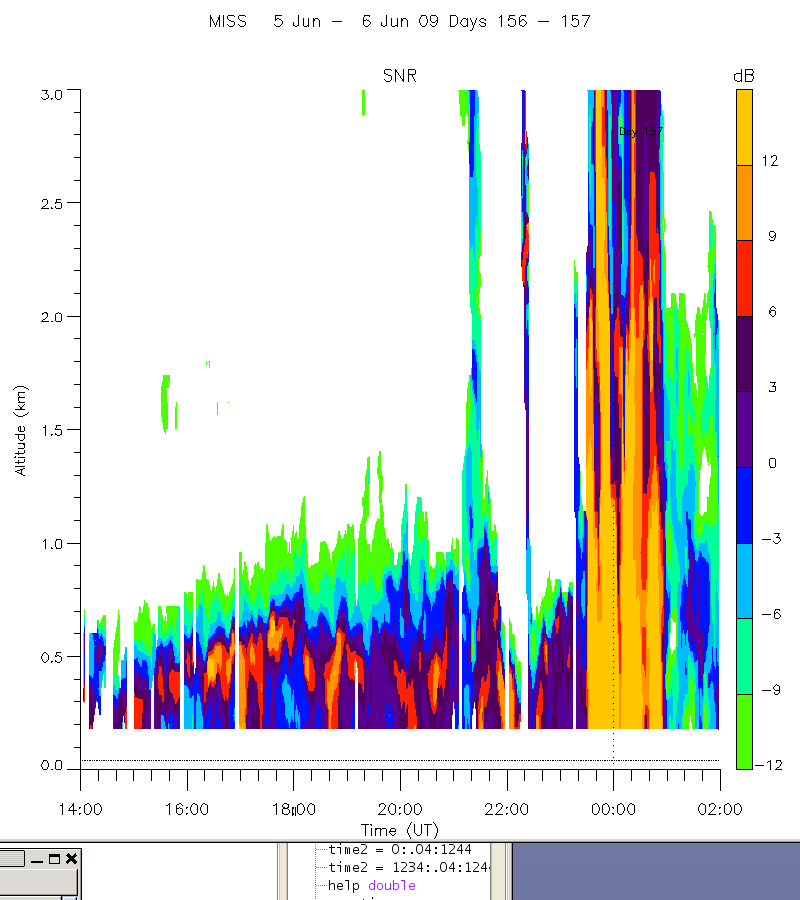 MISS 5 Jun - 6 Jun 09 Days 156 - 157
SNR
dB
3.0
2.5
2.0
1.5
1.0
0.5
0.0
Altitude (km)
Day 157
12
9
6
3
0
-3
-6
-9
-12
14:00 16:00 18:00 20:00 22:00 00:00 02:00
Time (UT)
time2 = 0:.04:1244
time2 = 1234:.04:124
help double